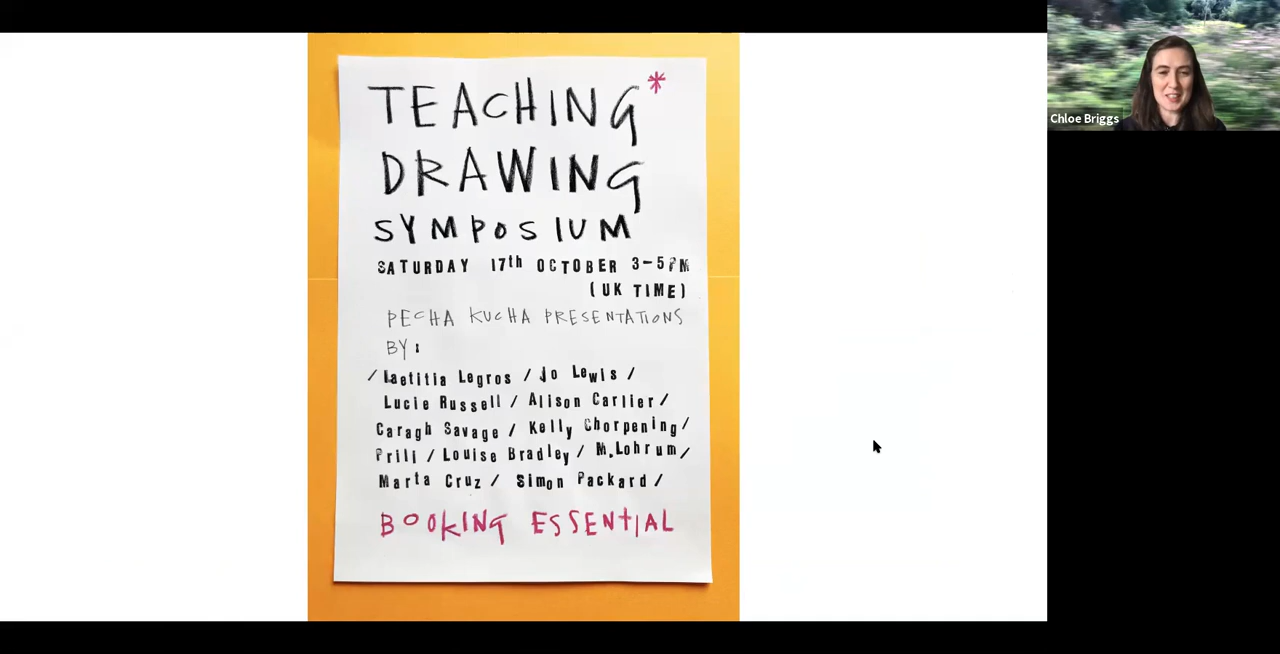 TEACHING*
DRAWING
SYMPOSIUM
SATURDAY 17th OCTOBER 3-5PM
(UK TIME)
PECHA KUCHA PRESENTATIONS
BY:
/Laetitia Legros / Jo Lewis /
Lucie Russell / Alison Carlier /
Caragh Savage / Kelly Chorpening/
Prili / Louise Bradley / M.Lohrum/
Marta Cruz / Simon Packard /
BOOKING ESSENTIAL
Chloe Briggs